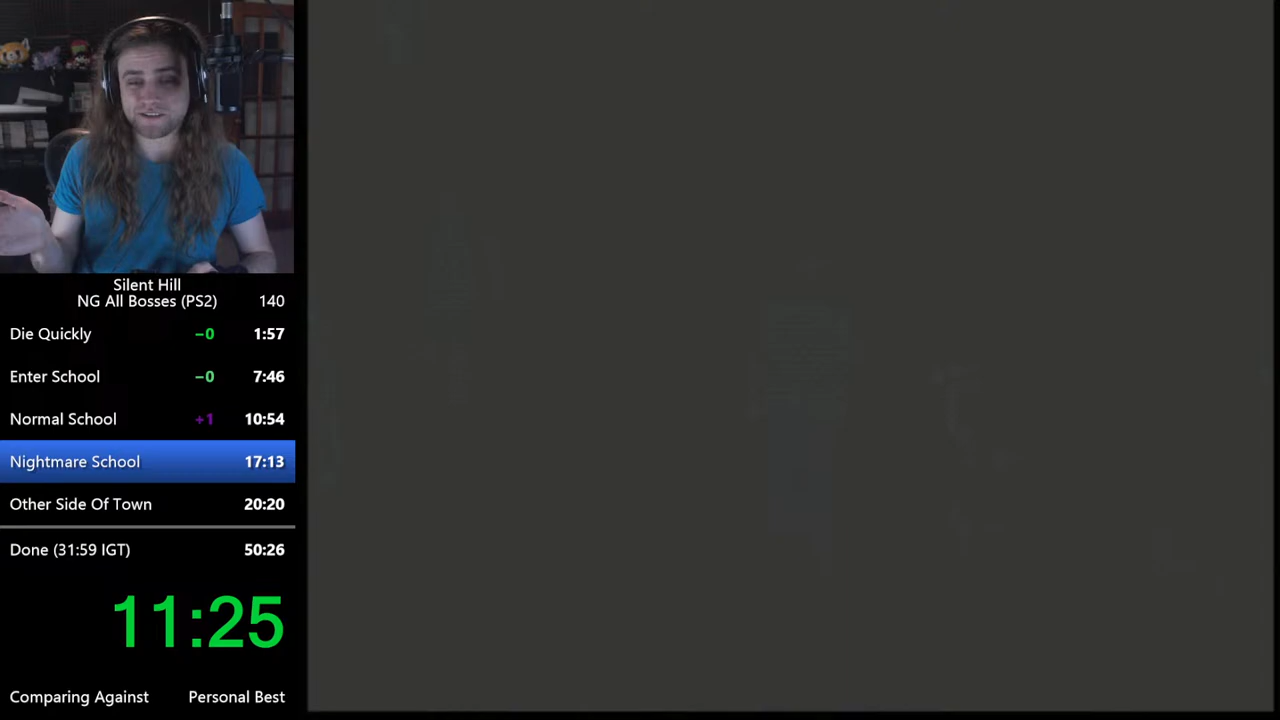 Silent Hill
NG All Bosses (PS2) 140
Die Quickly -0 1:57
Enter School -0 7:46
Normal School +1 10:54
Nightmare School 17:13
Other Side Of Town 20:20
Done (31:59 IGT) 50:26
11:25
Comparing Against Personal Best